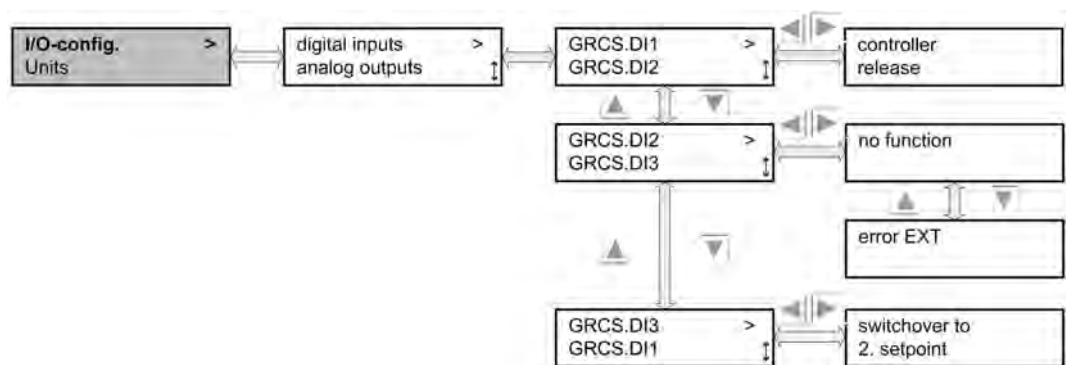 I/O-config. >
Units
digital inputs >
analog outputs
GRCS.DI1 >
GRCS.DI2
controller
release
GRCS.DI2 >
GRCS.DI3
no function
error EXT
GRCS.DI3 >
GRCS.DI1
switchover to
2. setpoint